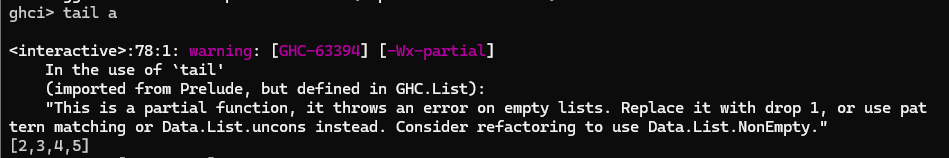 ghci> tail a
<interactive>:78:1: warning: [GHC-63394] [-Wx-partial]
    In the use of `tail'
    (imported from Prelude, but defined in GHC.List):
    "This is a partial function, it throws an error on empty lists. Replace it with drop 1, or use pat
tern matching or Data.List.uncons instead. Consider refactoring to use Data.List.NonEmpty."
[2,3,4,5]